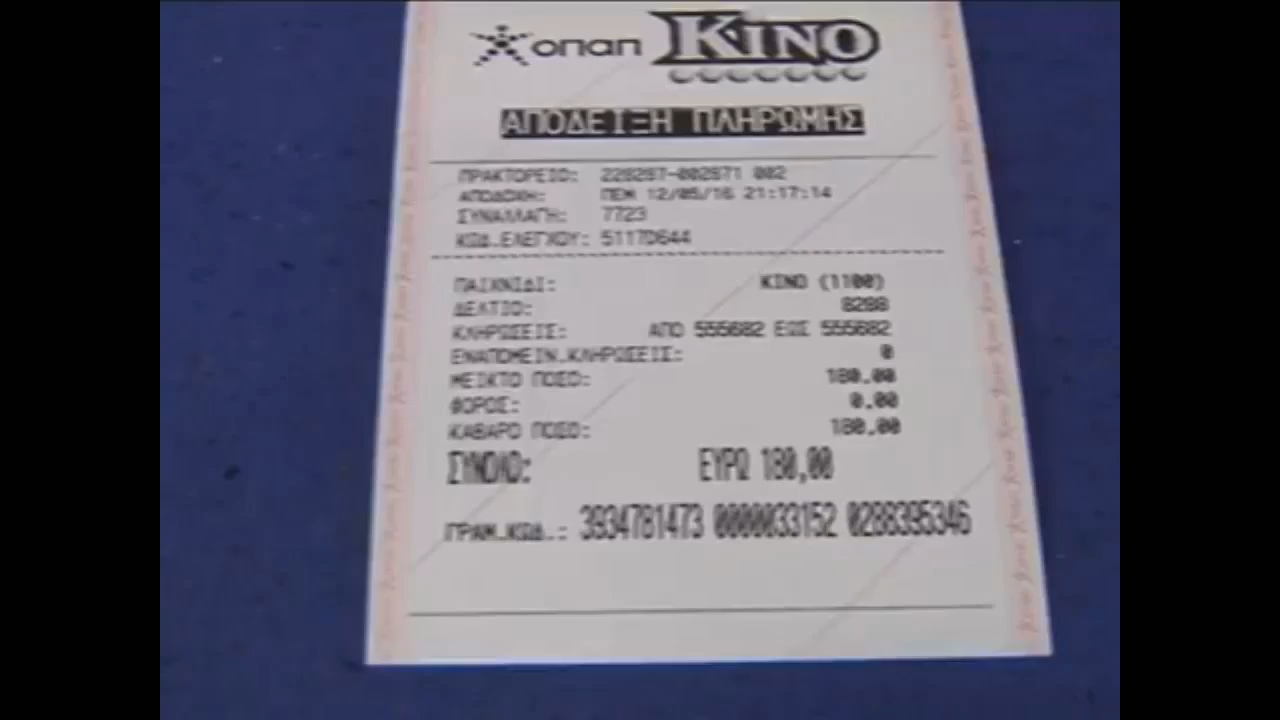 οπαπ KINO
ΑΠΟΔΕΙΞΗ ΠΛΗΡΩΜΗΣ
ΠΡΑΚΤΟΡΕΙΟ: 228287-002871 002
ΑΠΟΔΟΧΗ: ΠΕΜ 12/05/16 21:17:14
ΣΥΝΑΛΛΑΓΗ: 7723
ΚΩΔ.ΕΛΕΓΧΟΥ: 5117D644
ΠΑΙΧΝΙΔΙ: ΚΙΝΟ (1100)
ΔΕΛΤΙΟ: 8288
ΚΛΗΡΩΣΕΙΣ: ΑΠΟ 555682 ΕΩΣ 555682
ΕΝΑΠΟΜΕΙΝ.ΚΛΗΡΩΣΕΙΣ: 0
ΜΕΙΚΤΟ ΠΟΣΟ: 180.00
ΦΟΡΟΣ: 0.00
ΚΑΘΑΡΟ ΠΟΣΟ: 180.00
ΣΥΝΟΛΟ: ΕΥΡΩ 180,00
ΓΡΑΜ.ΚΩΔ.: 3934781473 0000033152 0288395346